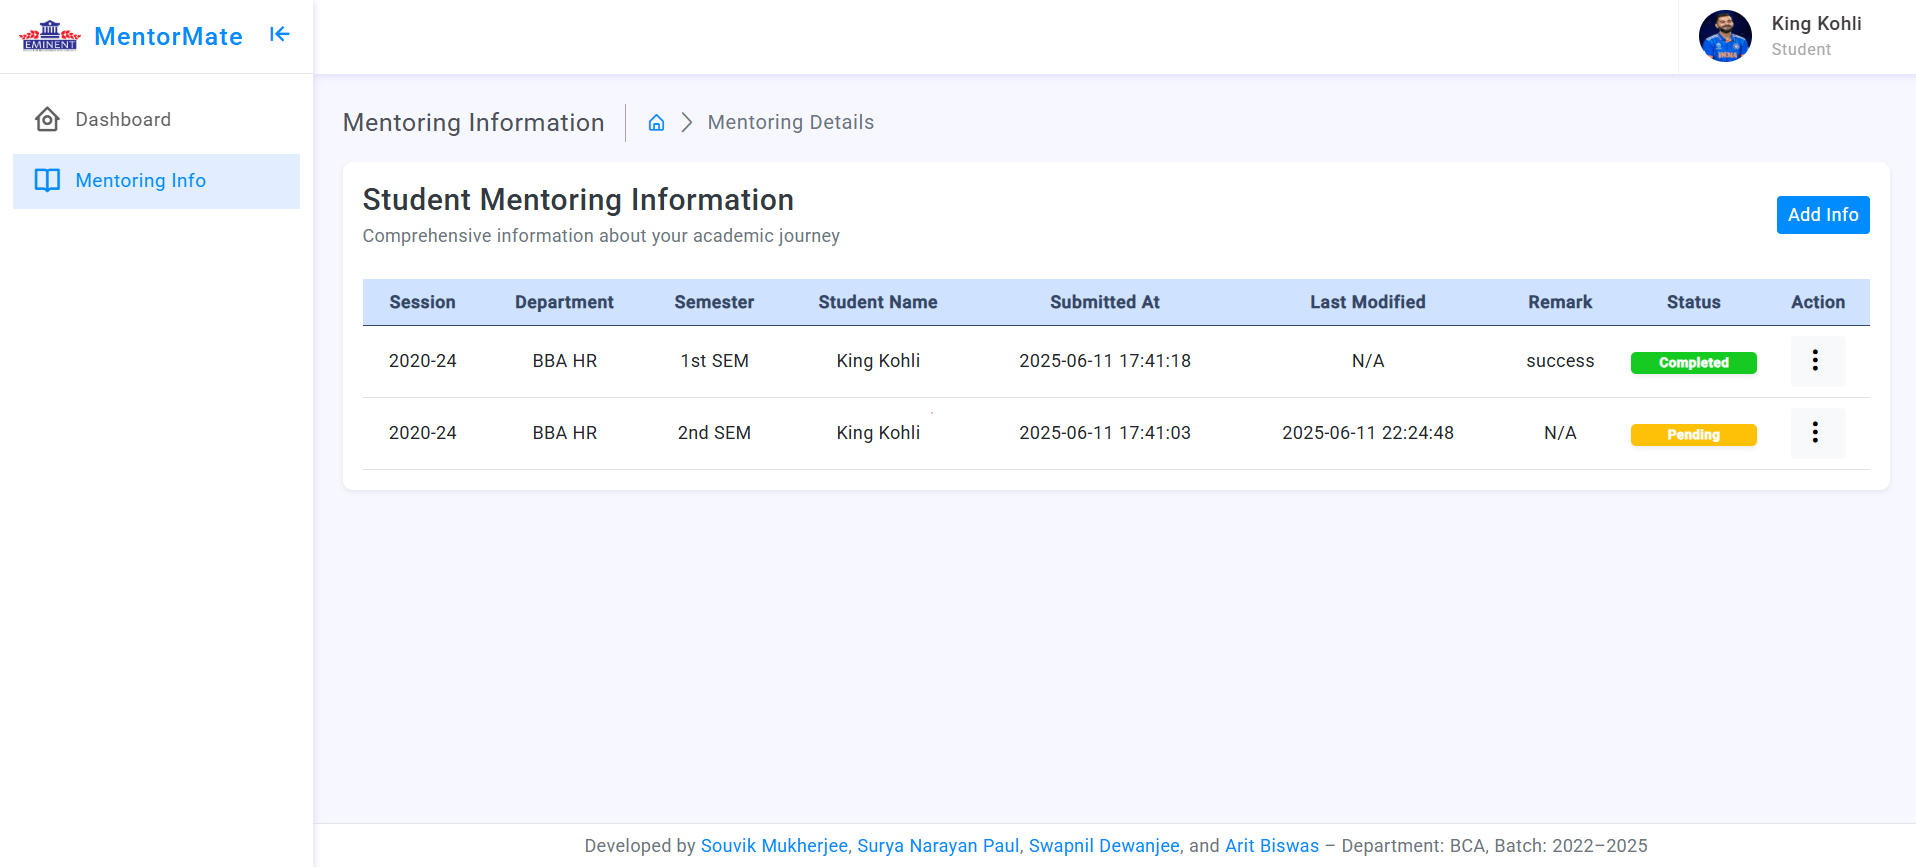 EMINENT
MentorMate
King Kohli
Student
Dashboard
Mentoring Info
Mentoring Information
Mentoring Details
Student Mentoring Information
Comprehensive information about your academic journey
Add Info
Session Department Semester Student Name Submitted At Last Modified Remark Status Action
2020-24 BBA HR 1st SEM King Kohli 2025-06-11 17:41:18 N/A success Completed
2020-24 BBA HR 2nd SEM King Kohli 2025-06-11 17:41:03 2025-06-11 22:24:48 N/A Pending
Developed by Souvik Mukherjee, Surya Narayan Paul, Swapnil Dewanjee, and Arit Biswas – Department: BCA, Batch: 2022–2025